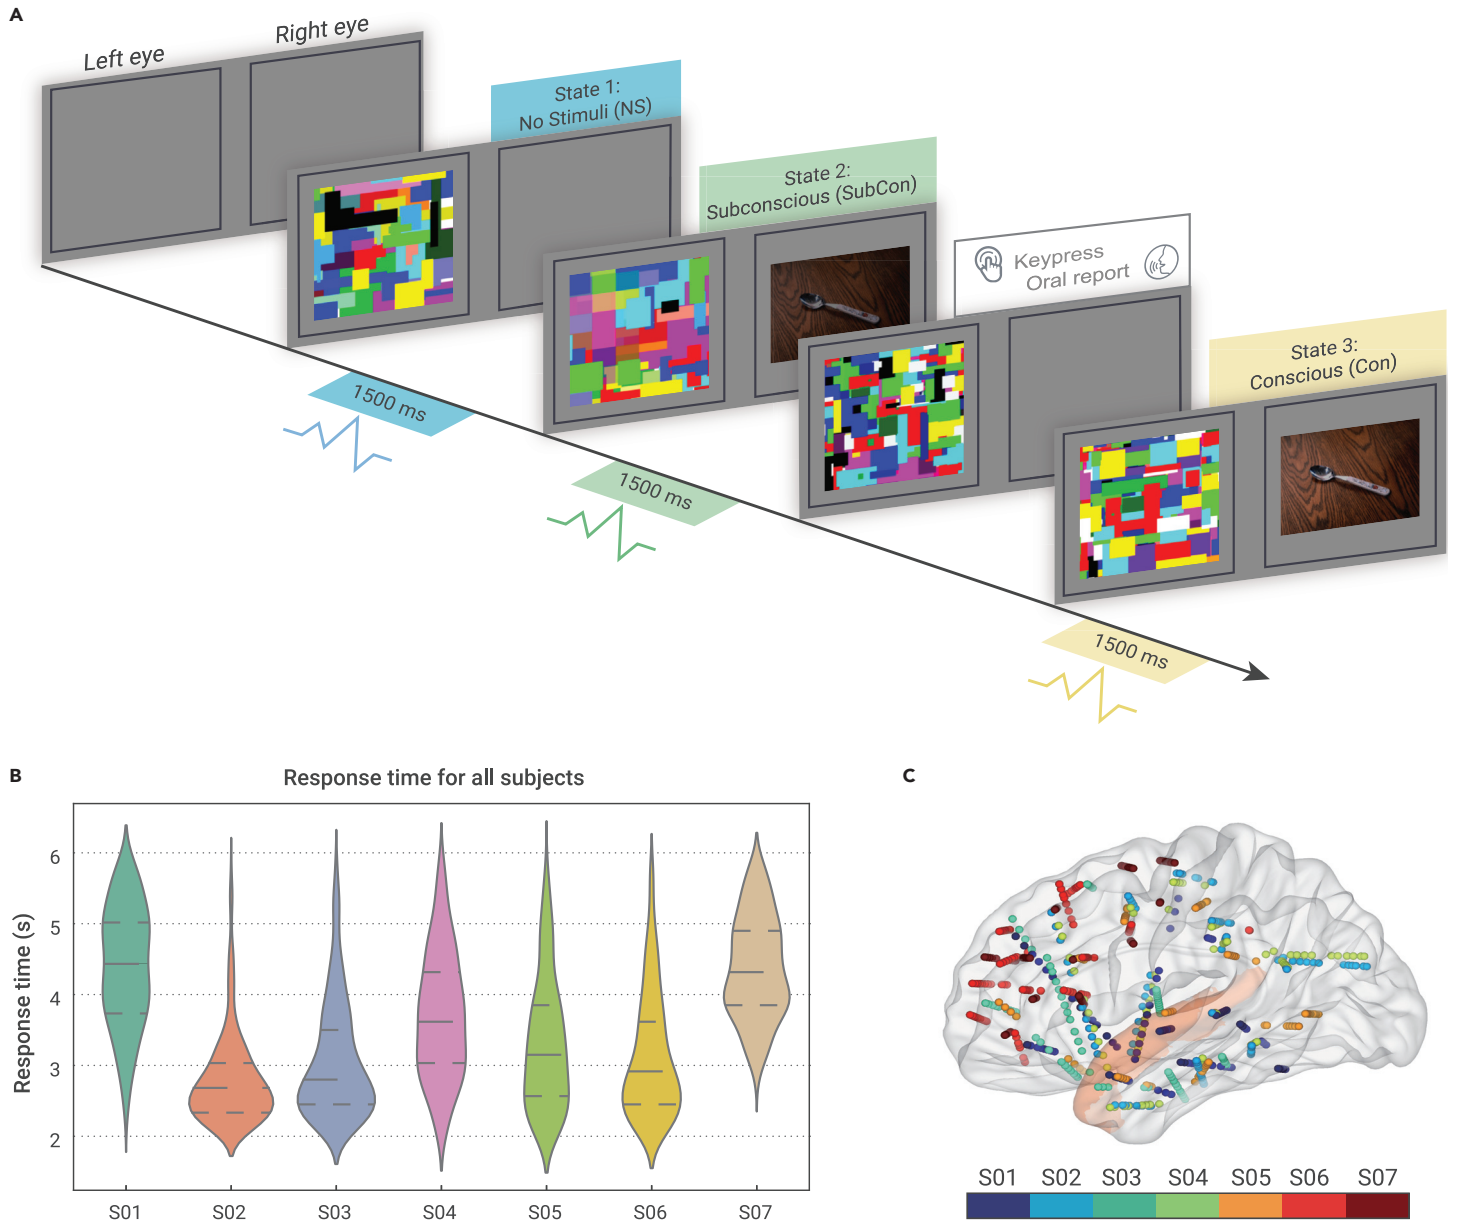 A
Left eye
Right eye
State 1:
No Stimuli (NS)
State 2:
Subconscious (SubCon)
Keypress
Oral report
State 3:
Conscious (Con)
1500 ms
1500 ms
1500 ms
B
Response time for all subjects
Response time (s)
6
5
4
3
2
S01
S02
S03
S04
S05
S06
S07
C
S01
S02
S03
S04
S05
S06
S07